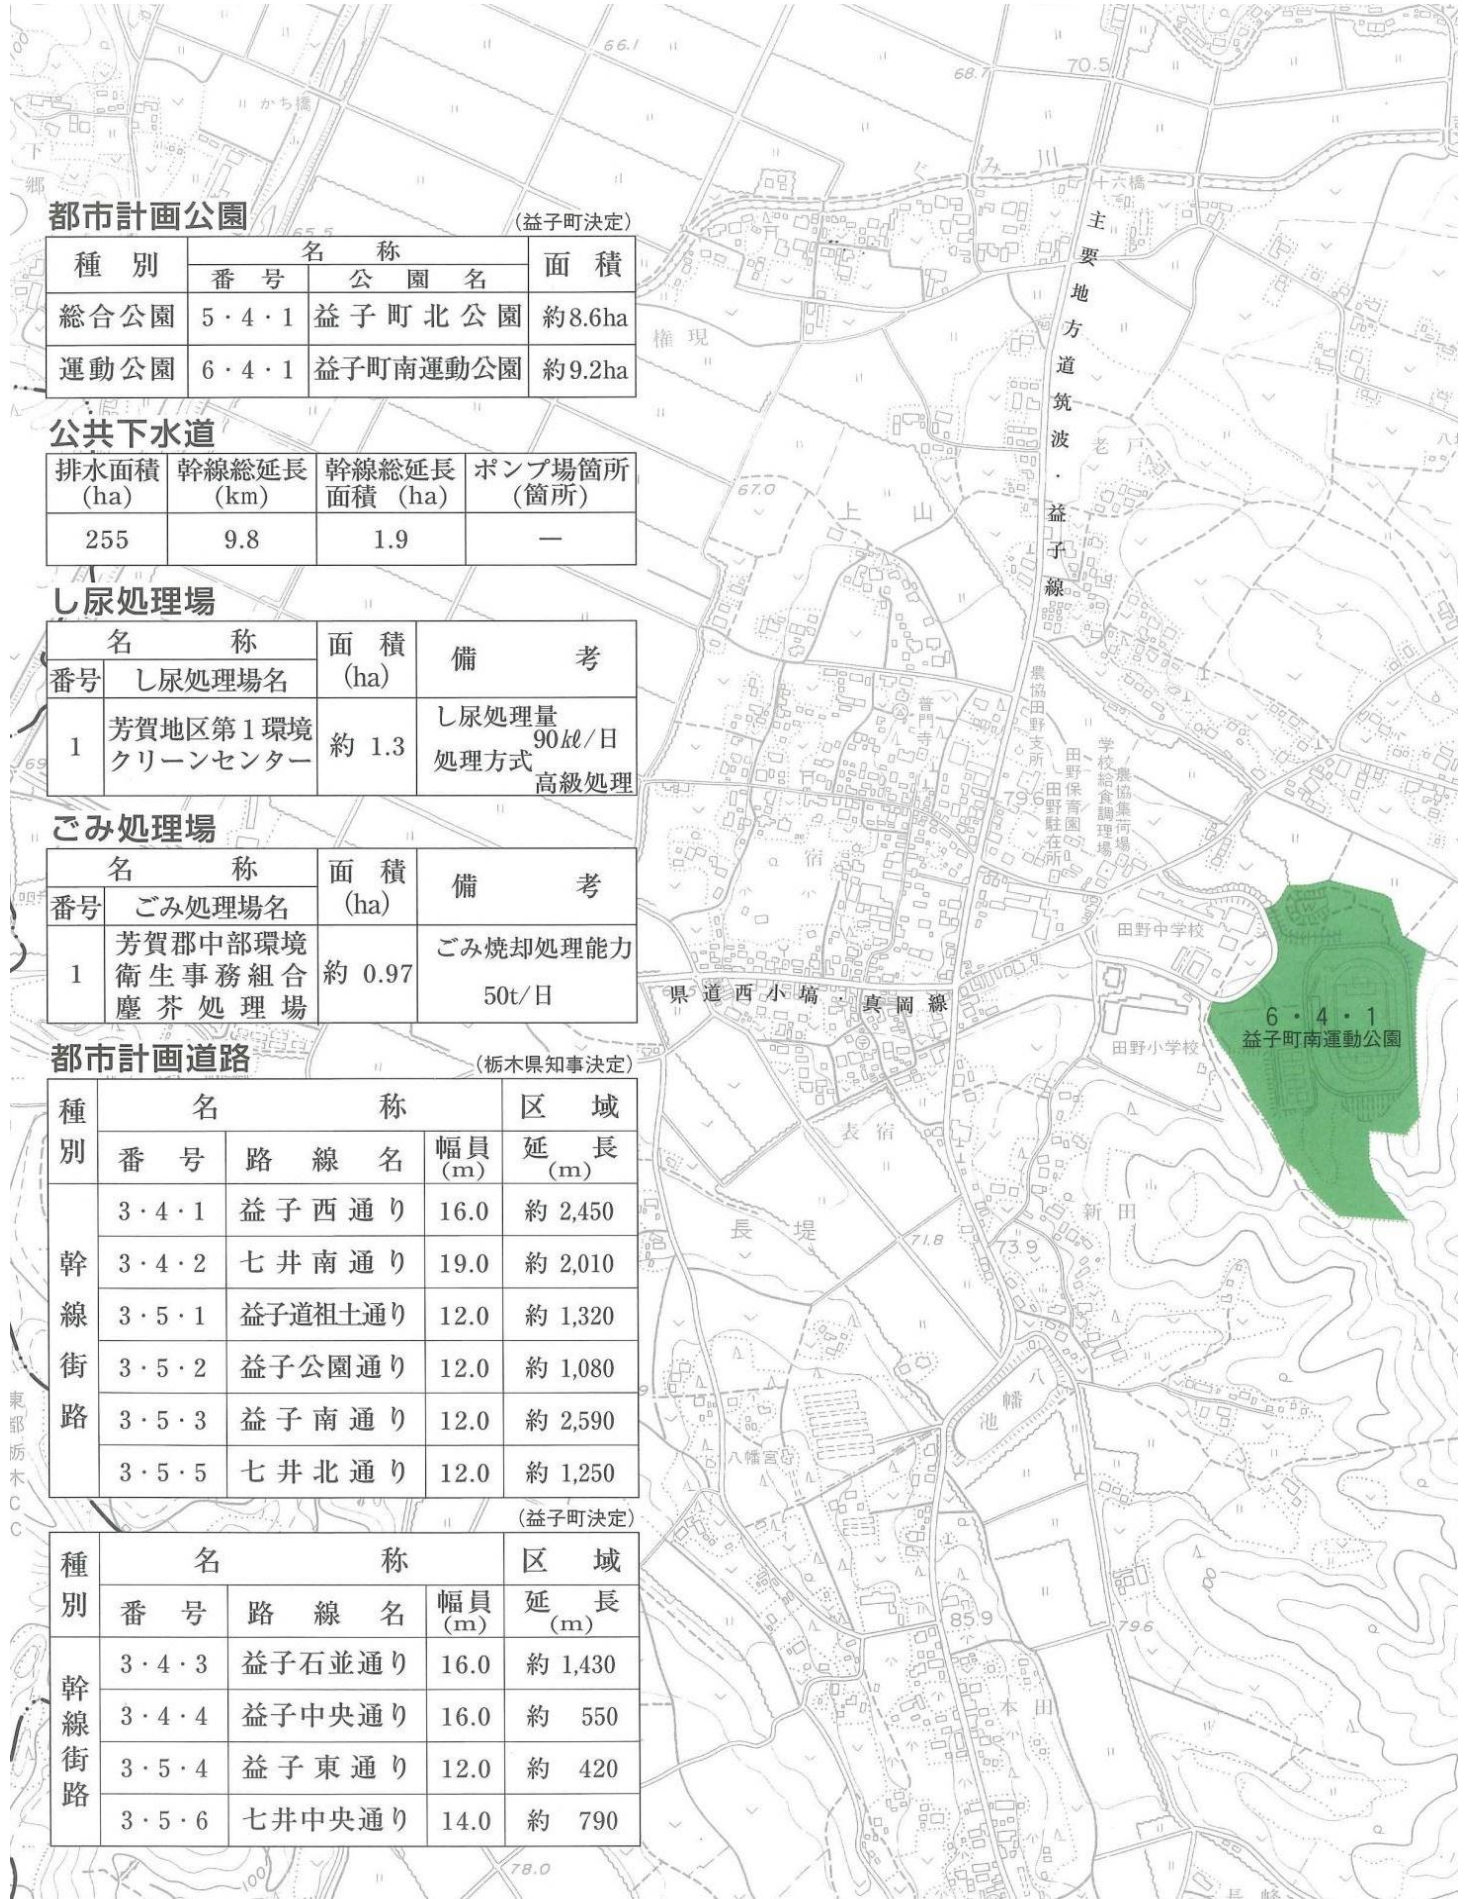 都市計画公園
(益子町決定)
種別 名称 面積
番号 公園名
総合公園 5・4・1 益子町北公園 約8.6ha
運動公園 6・4・1 益子町南運動公園 約9.2ha
公共下水道
排水面積(ha) 幹線総延長(km) 幹線総延長面積(ha) ポンプ場箇所(箇所)
255 9.8 1.9 ―
し尿処理場
名称 面積(ha) 備考
番号 し尿処理場名
1 芳賀地区第1環境クリーンセンター 約 1.3 し尿処理量 90㎘/日 処理方式 高級処理
ごみ処理場
名称 面積(ha) 備考
番号 ごみ処理場名
1 芳賀郡中部環境衛生事務組合塵芥処理場 約 0.97 ごみ焼却処理能力 50t/日
都市計画道路
(栃木県知事決定)
種別 名称 区域
番号 路線名 幅員(m) 延長(m)
幹線街路
3・4・1 益子西通り 16.0 約 2,450
3・4・2 七井南通り 19.0 約 2,010
3・5・1 益子道祖土通り 12.0 約 1,320
3・5・2 益子公園通り 12.0 約 1,080
3・5・3 益子南通り 12.0 約 2,590
3・5・5 七井北通り 12.0 約 1,250
(益子町決定)
種別 名称 区域
番号 路線名 幅員(m) 延長(m)
幹線街路
3・4・3 益子石並通り 16.0 約 1,430
3・4・4 益子中央通り 16.0 約 550
3・5・4 益子東通り 12.0 約 420
3・5・6 七井中央通り 14.0 約 790
66.1
68.7
70.5
かち橋
下郷
65.5
ぐみ川
十六橋
主要地方道筑波・益子線
権現
老戸
67.0
上山
農協田野支所
普門寺
田野保育園
田野駐在所
学校給食調理場
農協集荷場
79.6
宿
田野中学校
県道西小塙・真岡線
田野小学校
6・4・1
益子町南運動公園
表宿
長堤
71.8
73.9
新田
八幡池
八幡宮
東都栃木CC
100
85.9
79.6
本田
78.0
100
長峰